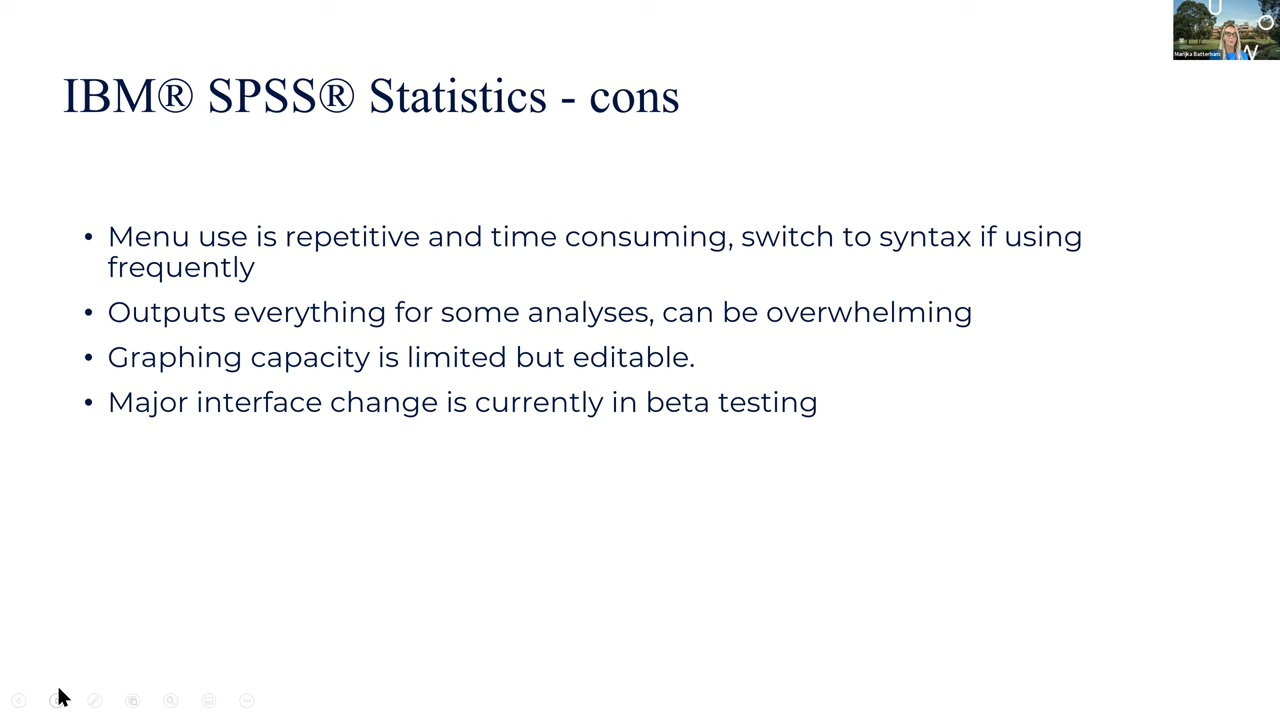 U
O
W
Marijka Batterham
IBM® SPSS® Statistics - cons
• Menu use is repetitive and time consuming, switch to syntax if using
frequently
• Outputs everything for some analyses, can be overwhelming
• Graphing capacity is limited but editable.
• Major interface change is currently in beta testing